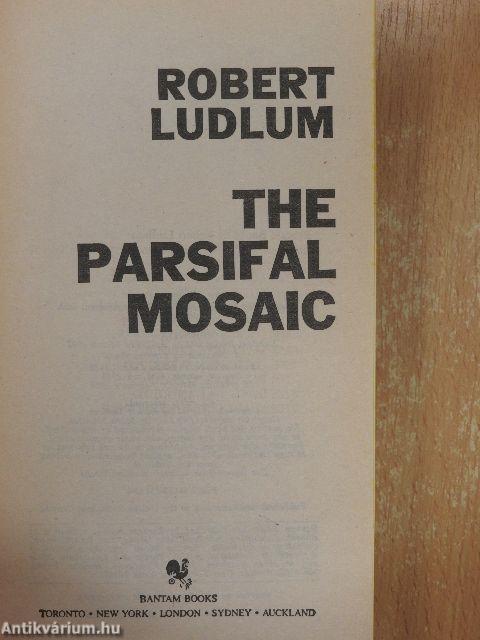 ROBERT
LUDLUM
THE
PARSIFAL
MOSAIC
BANTAM BOOKS
TORONTO • NEW YORK • LONDON • SYDNEY • AUCKLAND
Antikvárium.hu